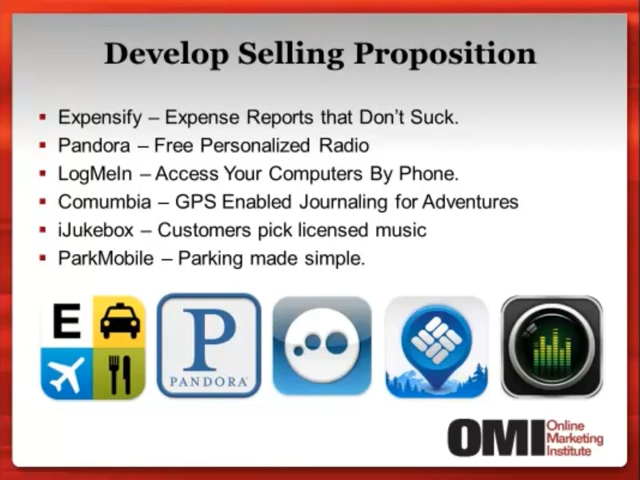 Develop Selling Proposition
Expensify – Expense Reports that Don't Suck.
Pandora – Free Personalized Radio
LogMeIn – Access Your Computers By Phone.
Comumbia – GPS Enabled Journaling for Adventures
iJukebox – Customers pick licensed music
ParkMobile – Parking made simple.
E
P
PANDORA
OMI Online
Marketing
Institute